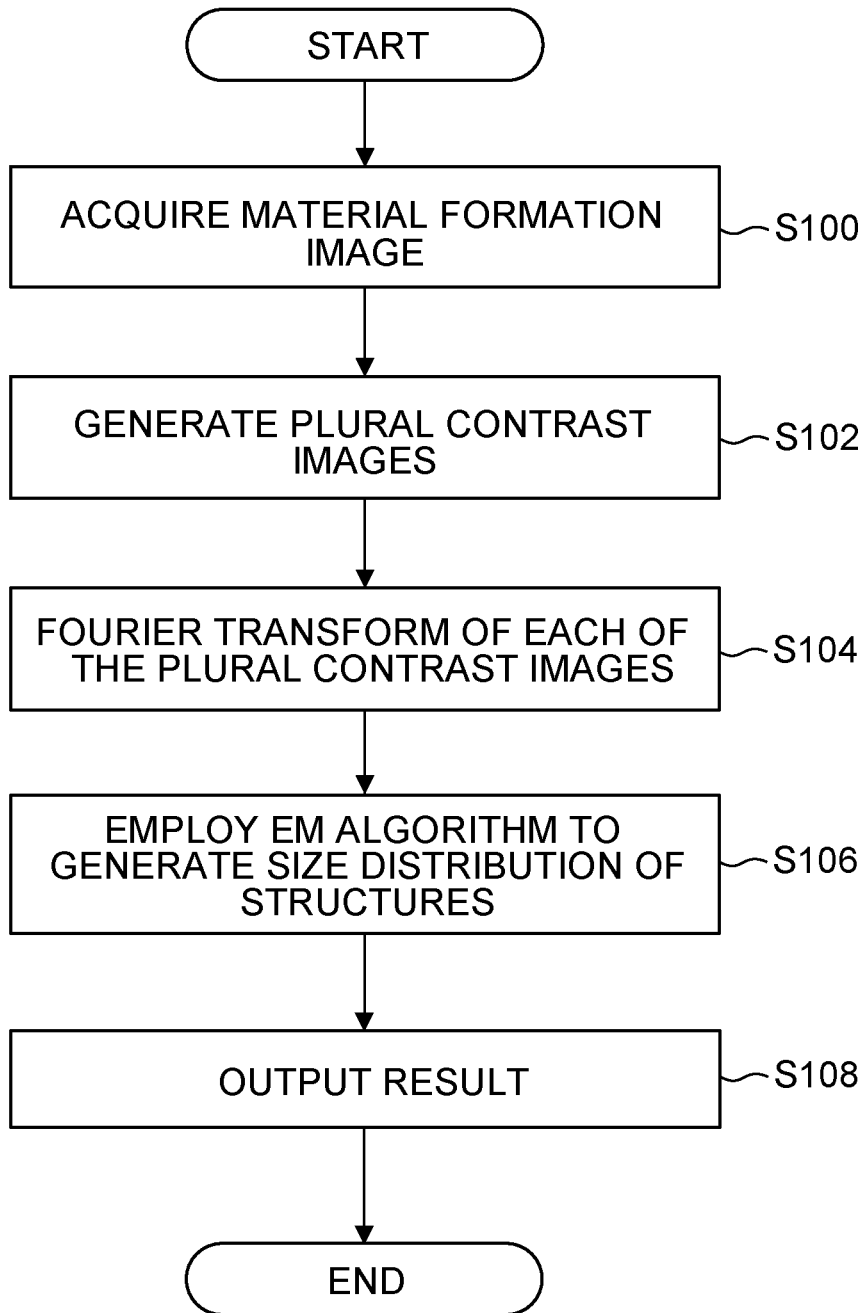 START
ACQUIRE MATERIAL FORMATION
IMAGE
S100
GENERATE PLURAL CONTRAST
IMAGES
S102
FOURIER TRANSFORM OF EACH OF
THE PLURAL CONTRAST IMAGES
S104
EMPLOY EM ALGORITHM TO
GENERATE SIZE DISTRIBUTION OF
STRUCTURES
S106
OUTPUT RESULT
S108
END